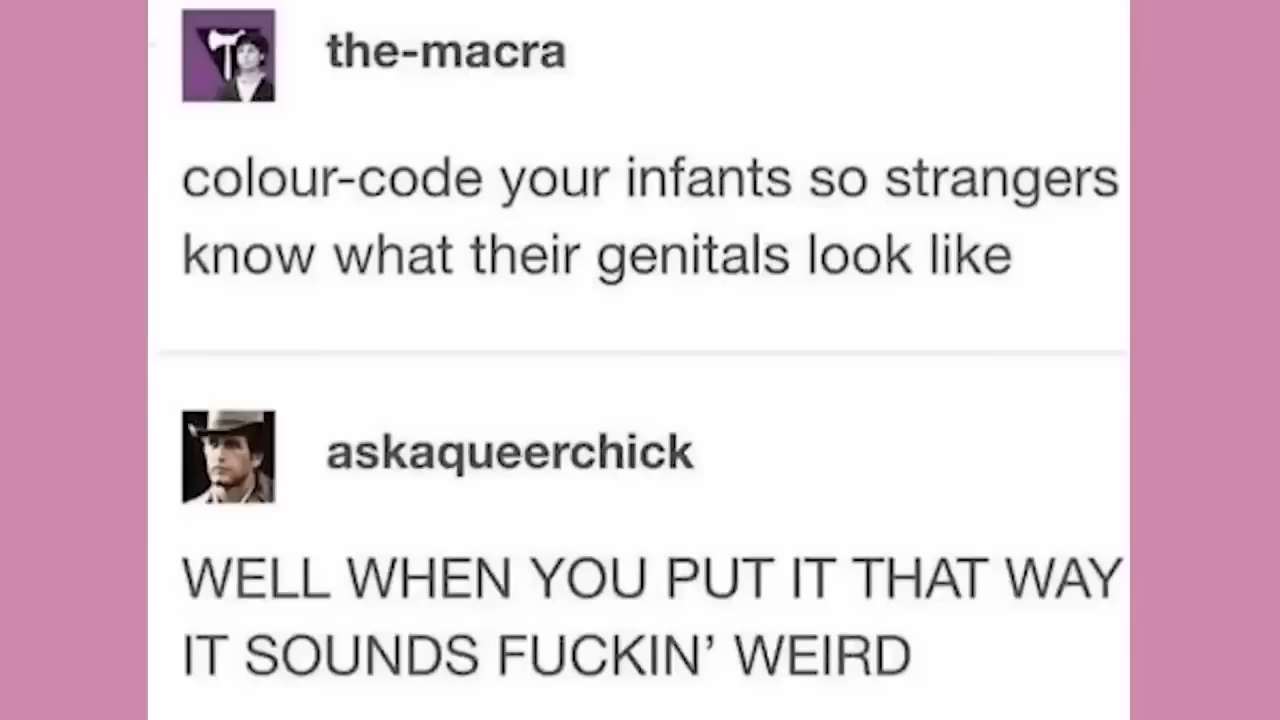 the-macra
colour-code your infants so strangers
know what their genitals look like
askaqueerchick
WELL WHEN YOU PUT IT THAT WAY
IT SOUNDS FUCKIN’ WEIRD